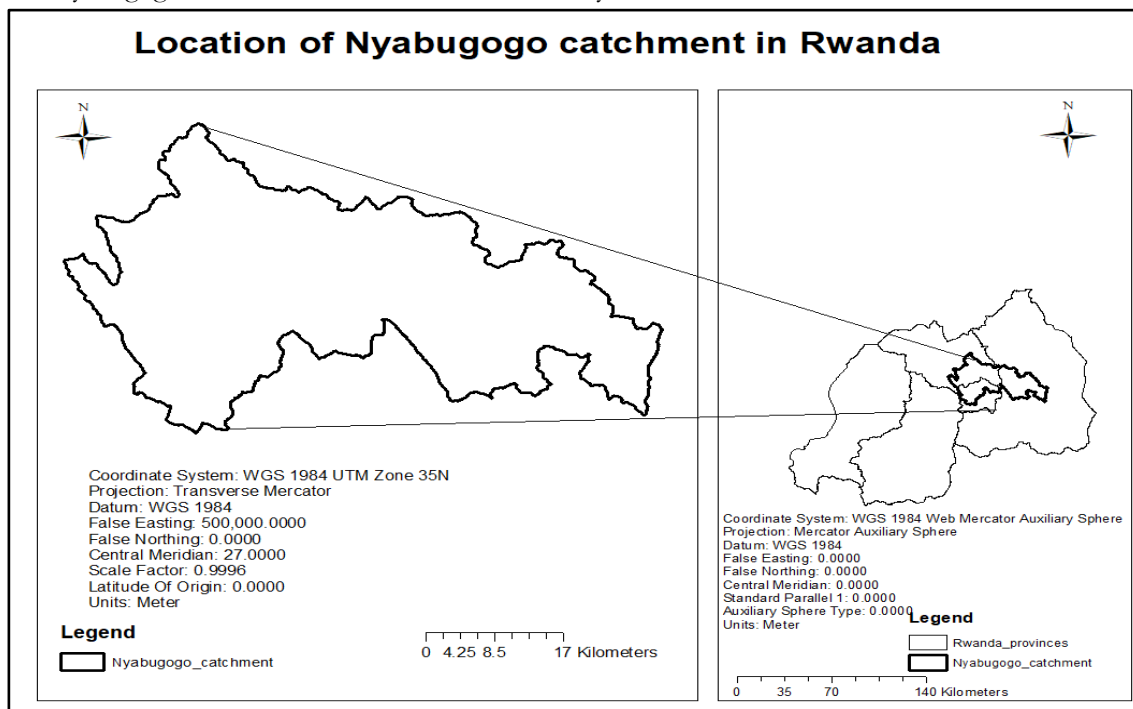 Location of Nyabugogo catchment in Rwanda
N
Coordinate System: WGS 1984 UTM Zone 35N
Projection: Transverse Mercator
Datum: WGS 1984
False Easting: 500,000.0000
False Northing: 0.0000
Central Meridian: 27.0000
Scale Factor: 0.9996
Latitude Of Origin: 0.0000
Units: Meter
Legend
Nyabugogo_catchment
0 4.25 8.5 17 Kilometers
N
Coordinate System: WGS 1984 Web Mercator Auxiliary Sphere
Projection: Mercator Auxiliary Sphere
Datum: WGS 1984
False Easting: 0.0000
False Northing: 0.0000
Central Meridian: 0.0000
Standard Parallel 1: 0.0000
Auxiliary Sphere Type: 0.0000
Units: Meter
Legend
Rwanda_provinces
Nyabugogo_catchment
0 35 70 140 Kilometers